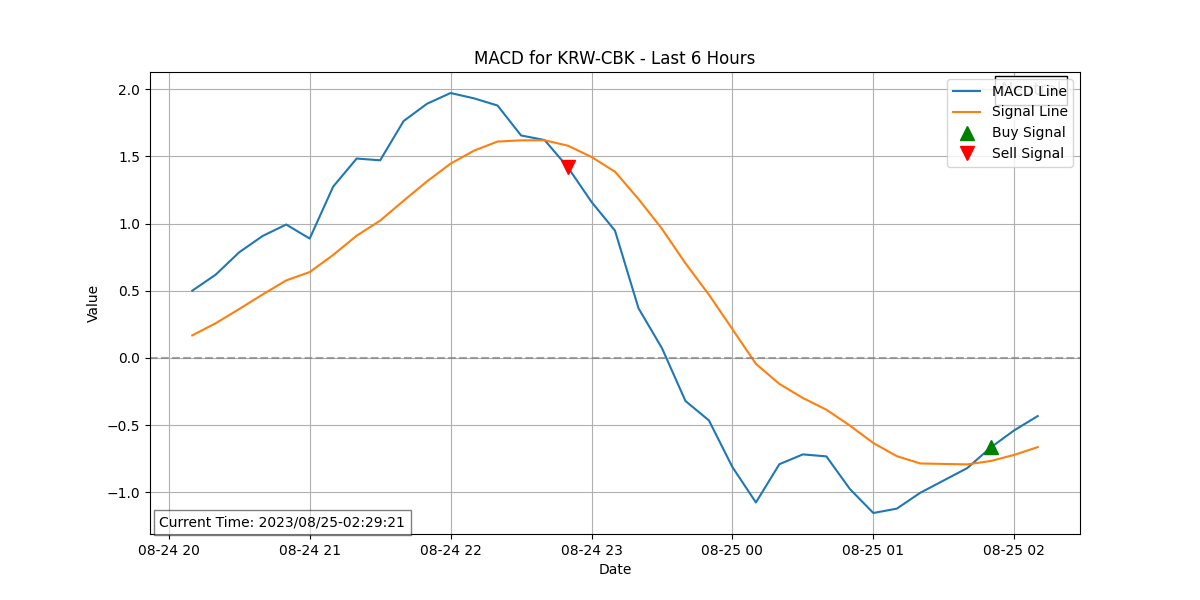 MACD for KRW-CBK - Last 6 Hours
MACD Line
Signal Line
Buy Signal
Sell Signal
Value
2.0
1.5
1.0
0.5
0.0
−0.5
−1.0
Current Time: 2023/08/25-02:29:21
08-24 20
08-24 21
08-24 22
08-24 23
08-25 00
08-25 01
08-25 02
Date